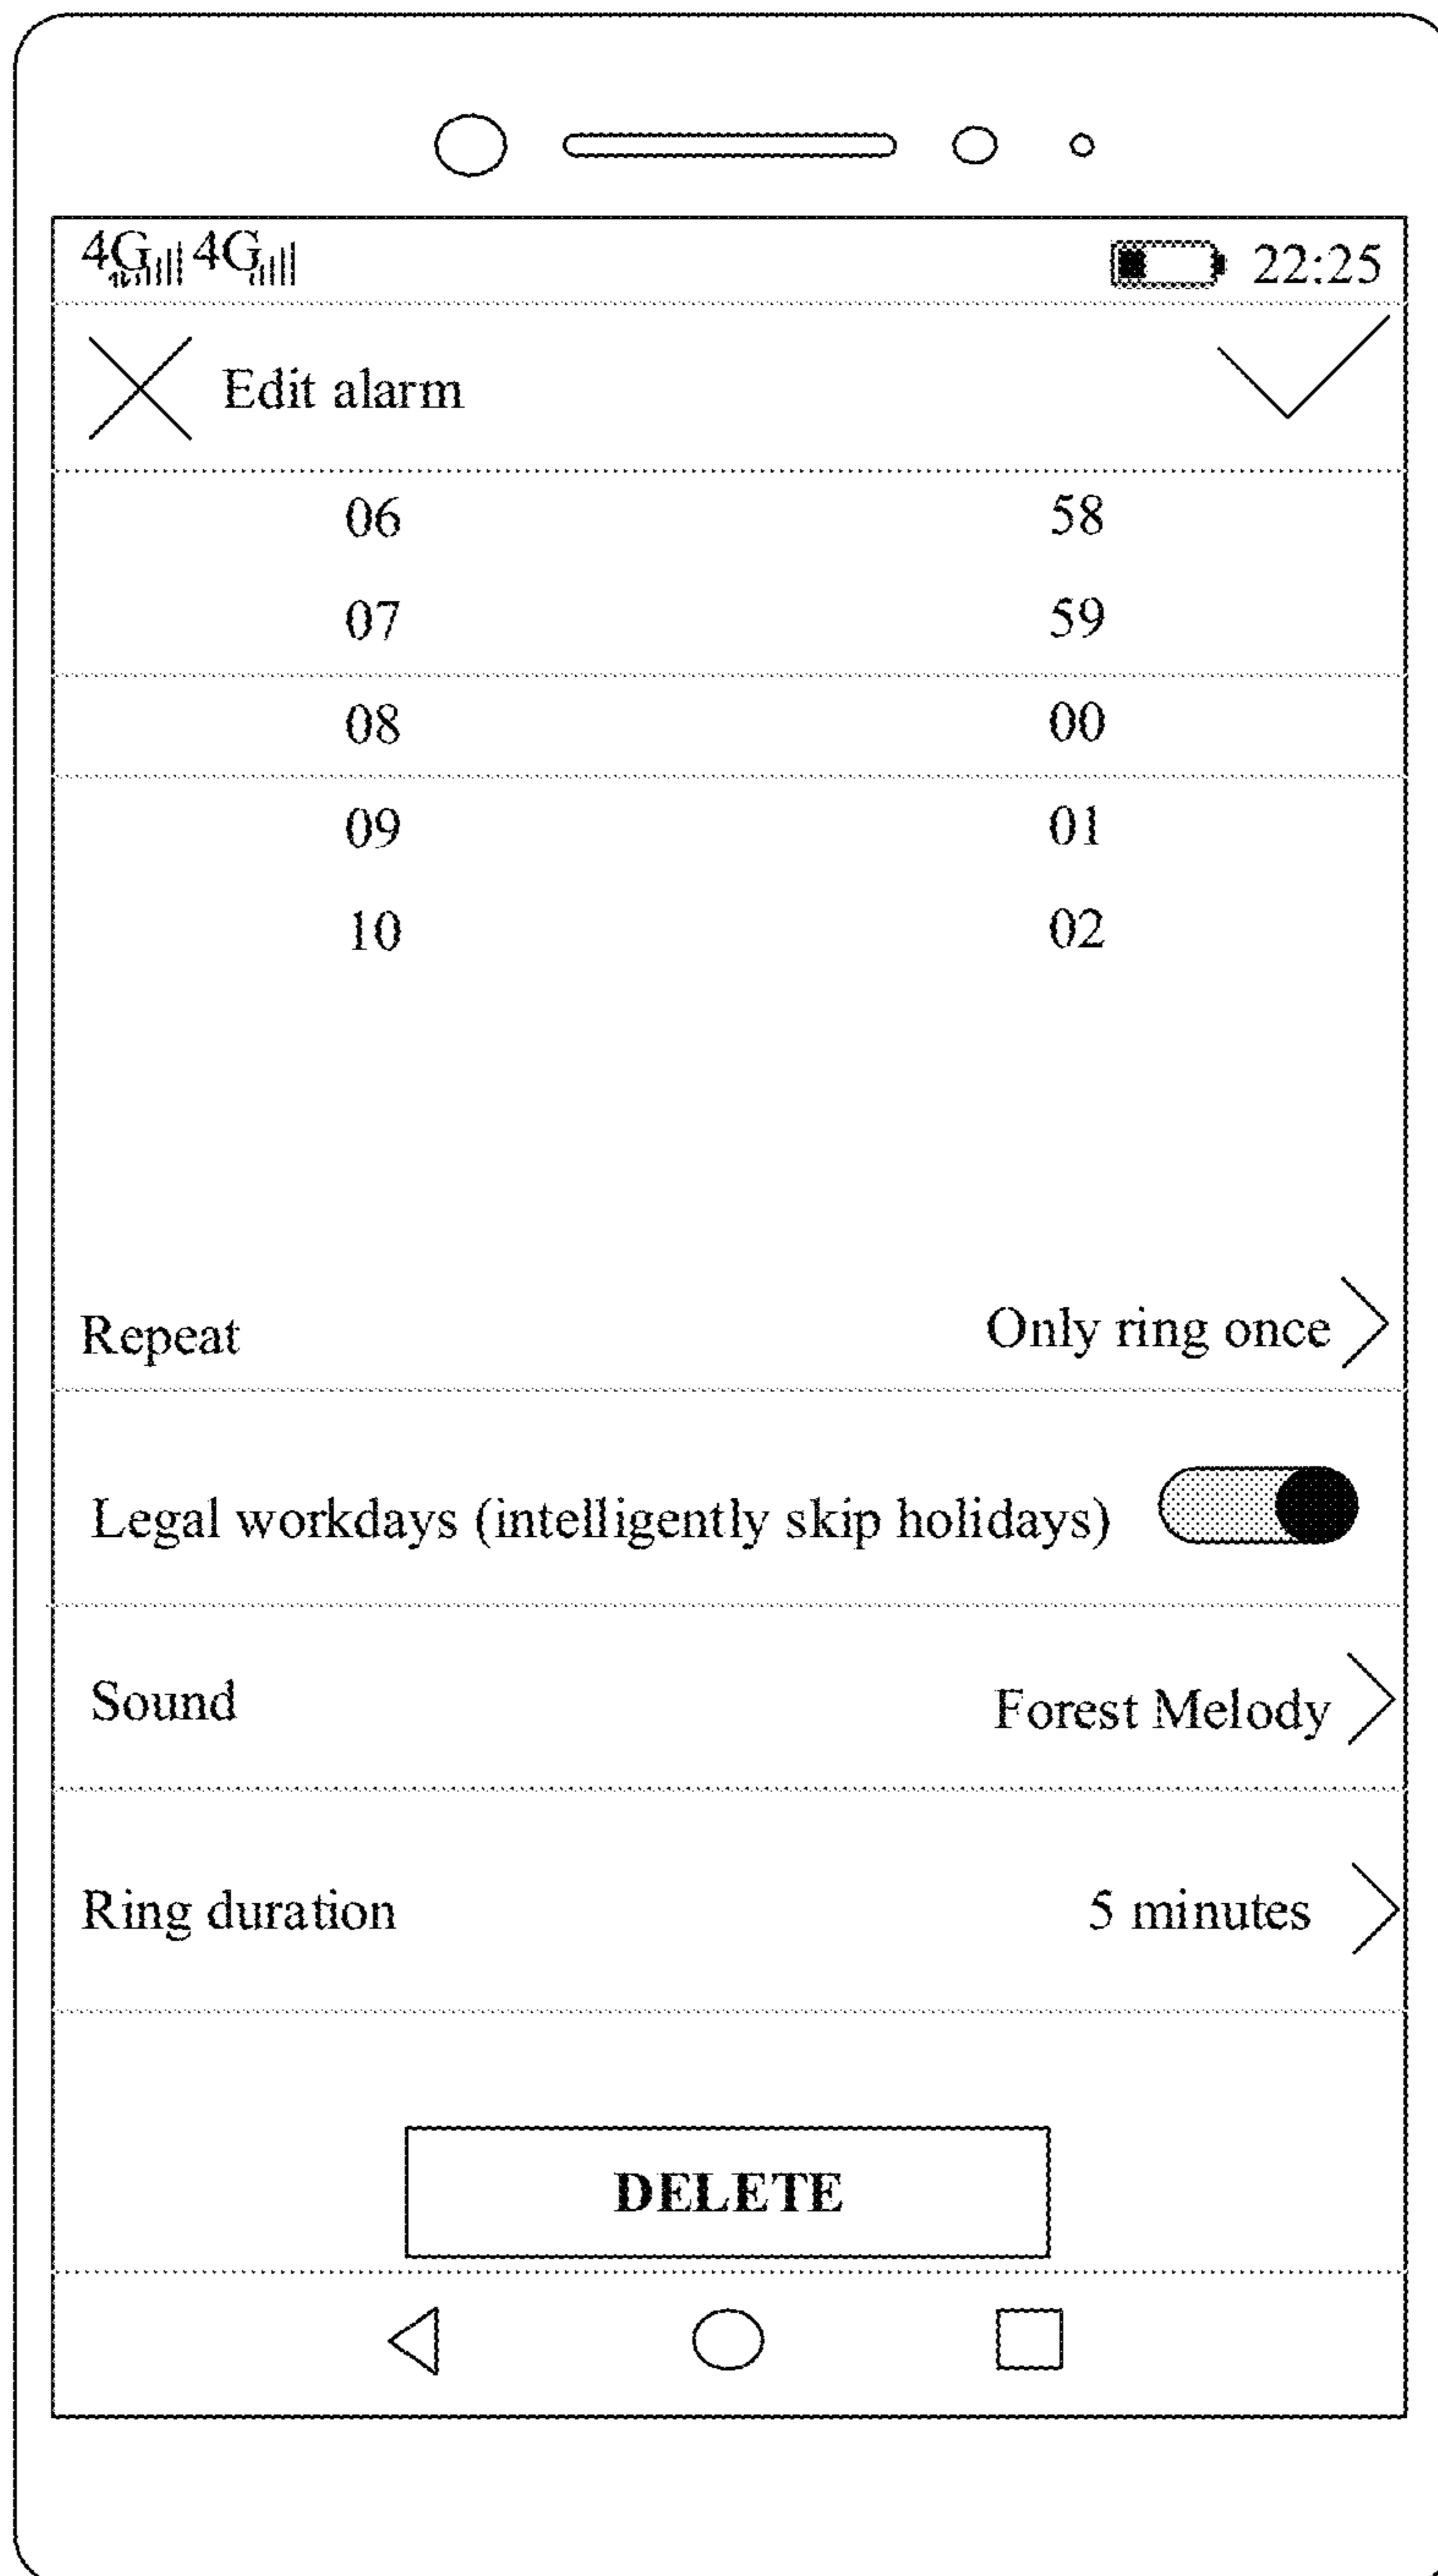 4G 4G 22:25
Edit alarm
06 58
07 59
08 00
09 01
10 02
Repeat Only ring once
Legal workdays (intelligently skip holidays)
Sound Forest Melody
Ring duration 5 minutes
DELETE